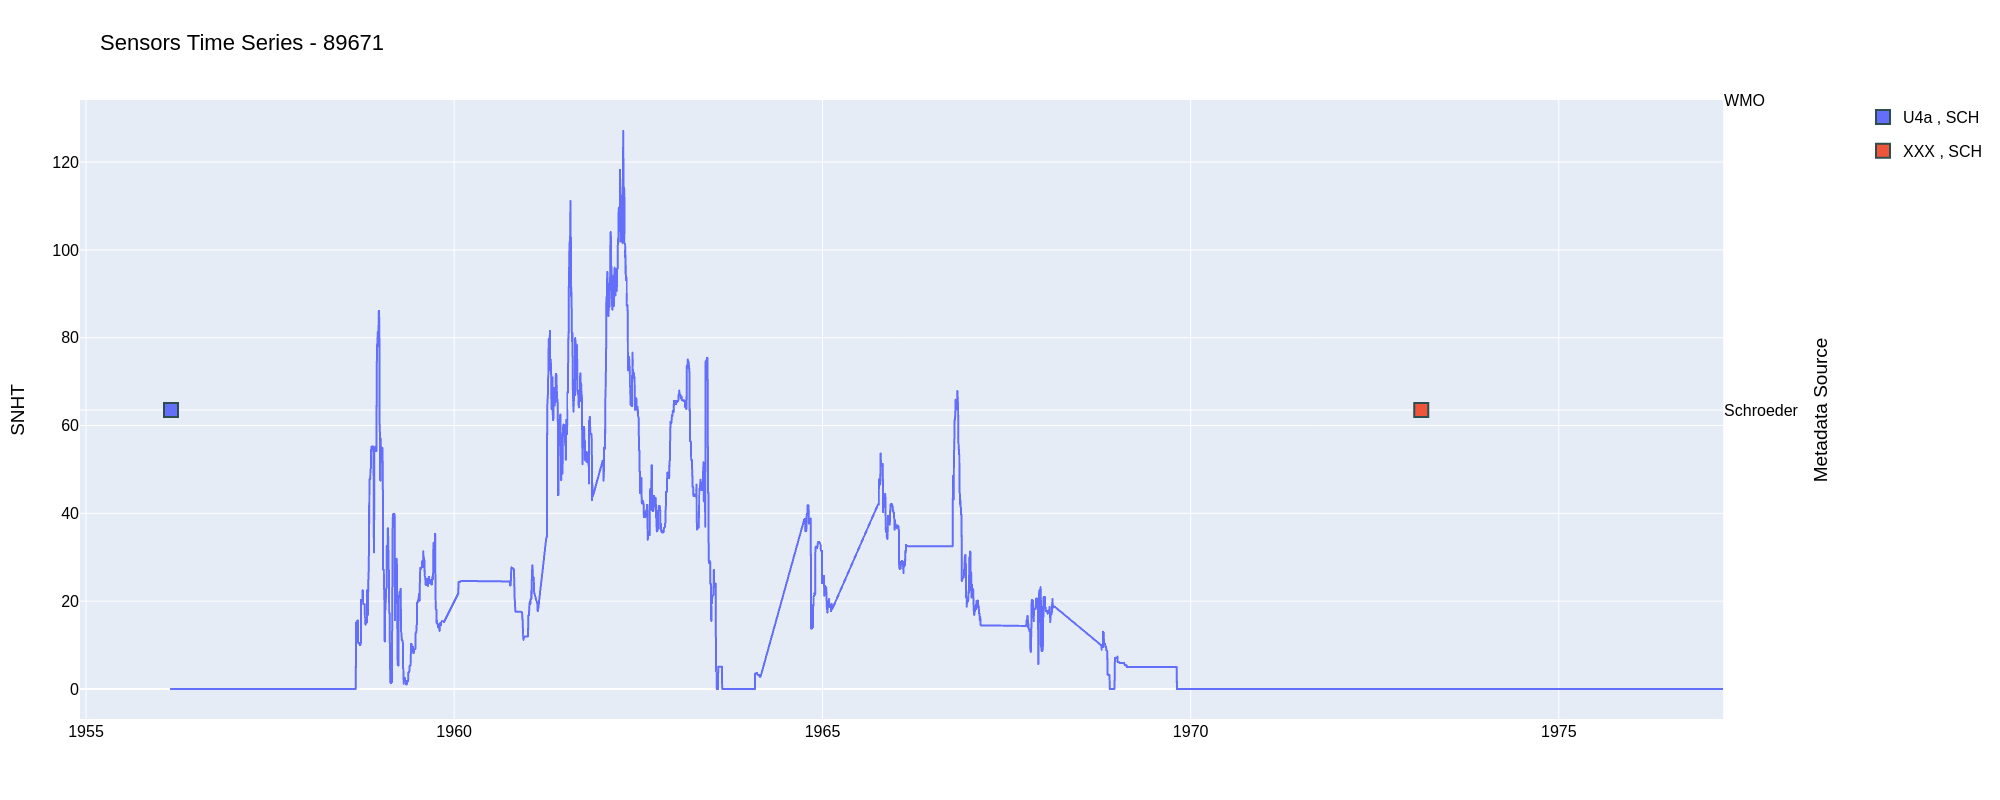 Sensors Time Series - 89671
WMO
U4a , SCH
XXX , SCH
120
100
80
60
40
20
0
SNHT
Schroeder
Metadata Source
1955
1960
1965
1970
1975